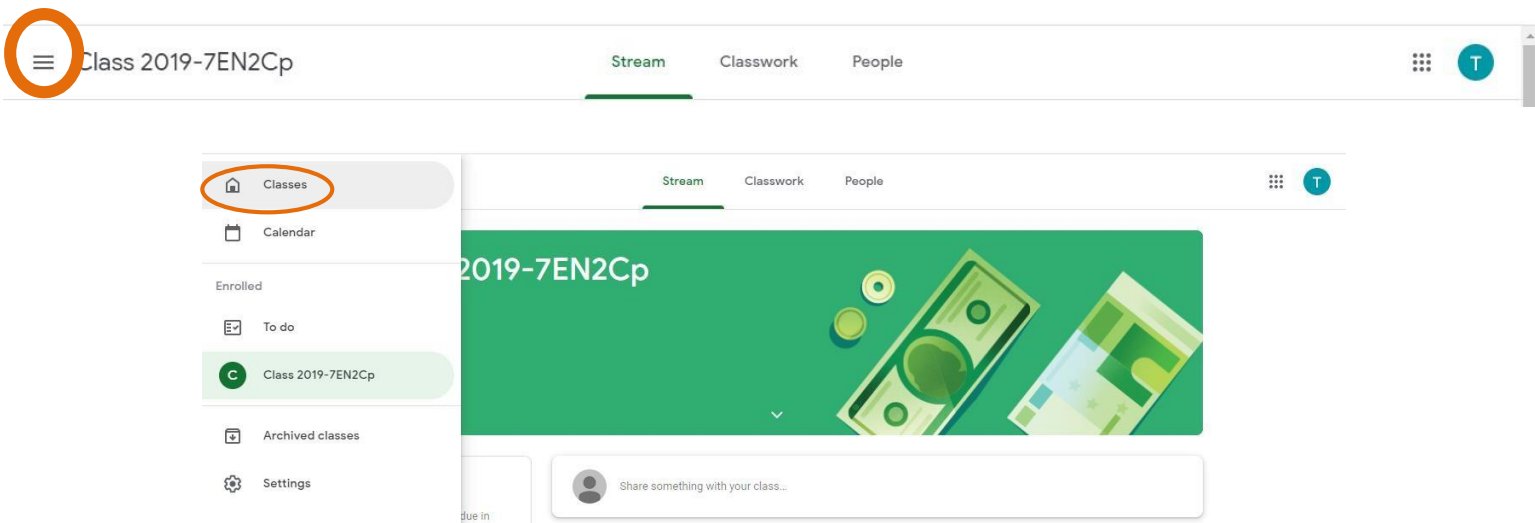 Class 2019-7EN2Cp Stream Classwork People T
Classes Stream Classwork People T
Calendar
2019-7EN2Cp
Enrolled
To do
C Class 2019-7EN2Cp
Archived classes
Settings
Share something with your class...
due in